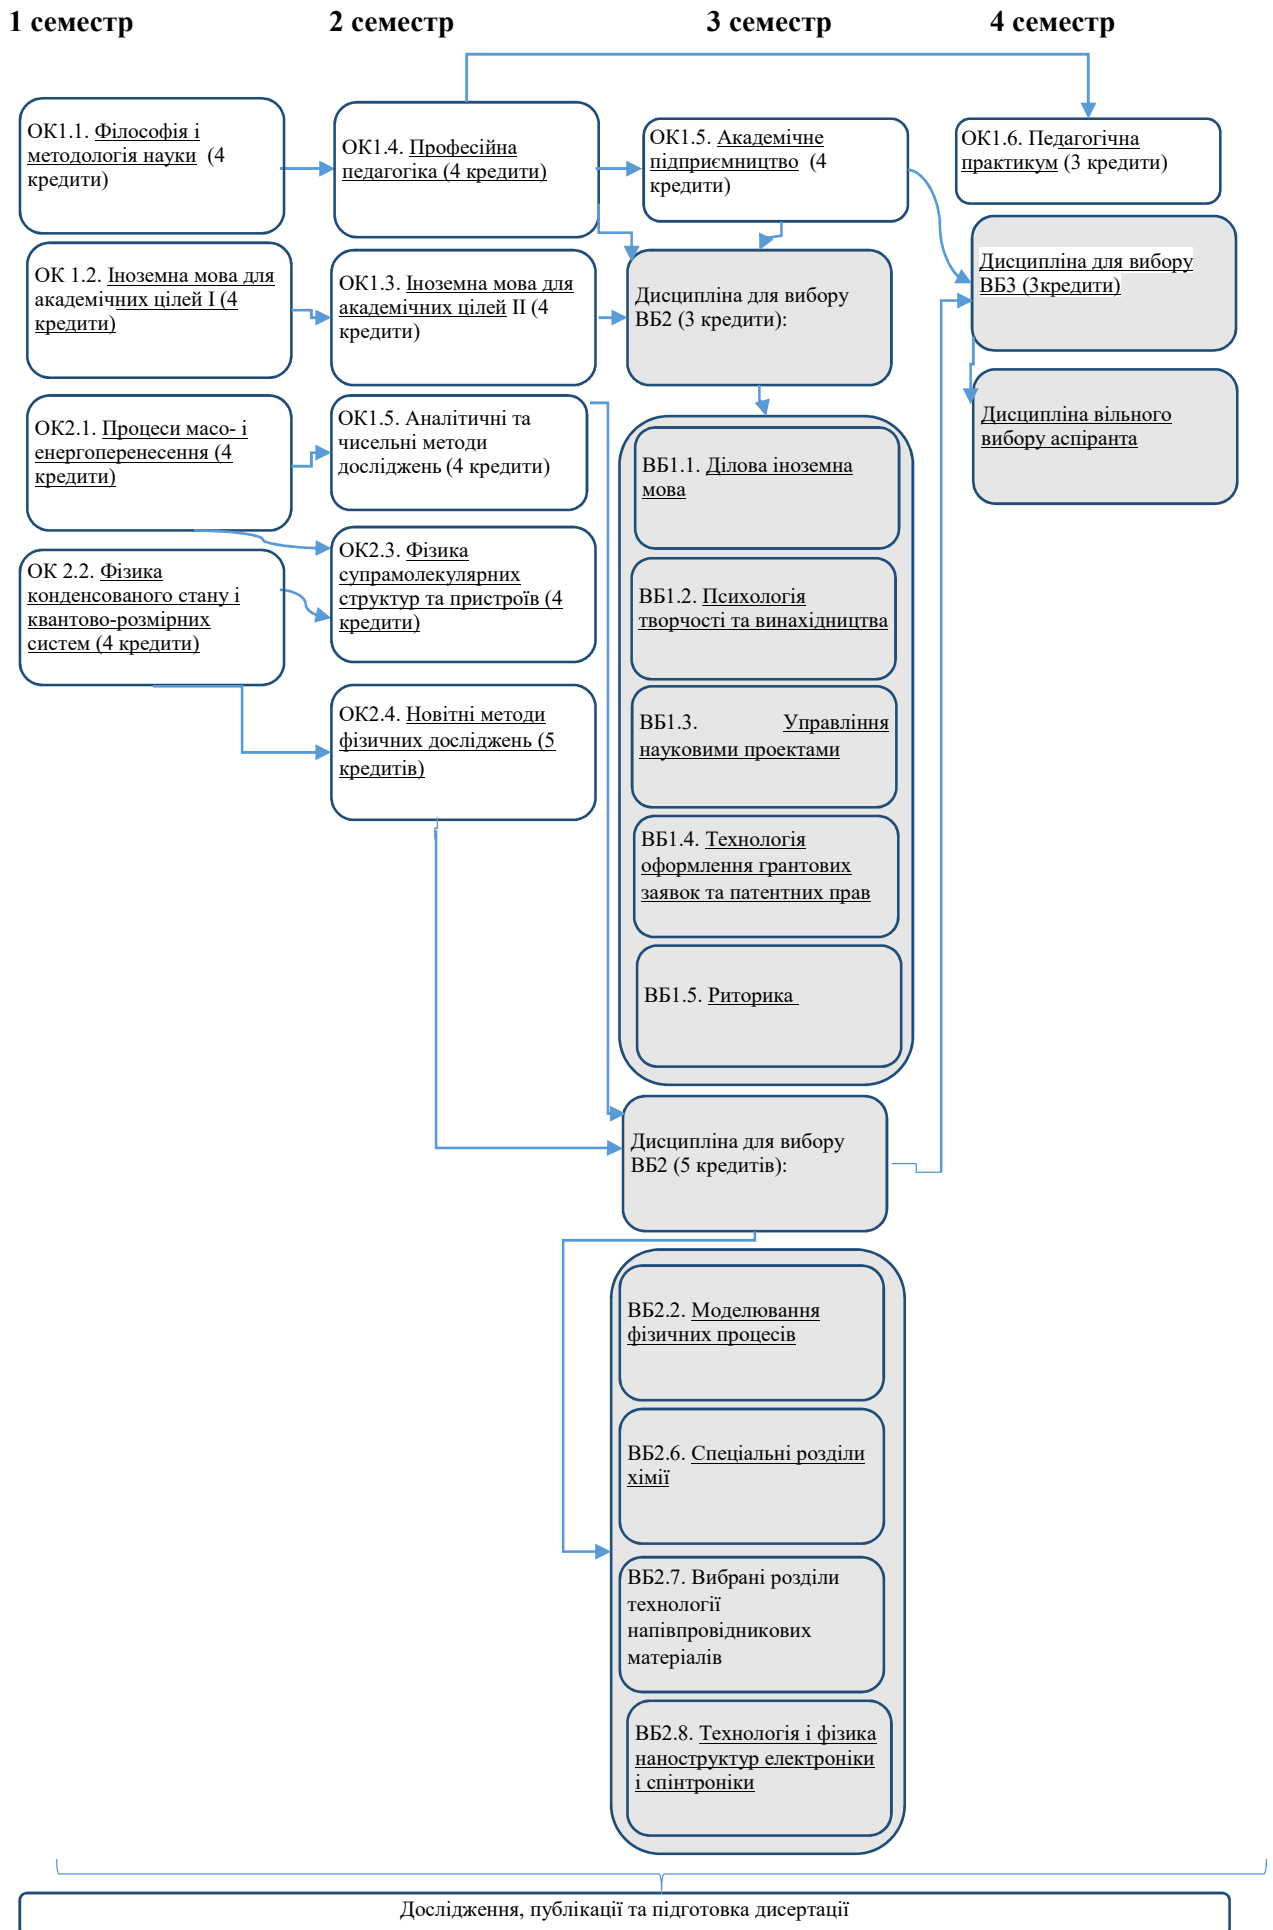 1 семестр
2 семестр
3 семестр
4 семестр
ОК1.1. Філософія і
методологія науки (4
кредити)
ОК1.4. Професійна
педагогіка (4 кредити)
ОК1.5. Академічне
підприємництво (4
кредити)
ОК1.6. Педагогічна
практикум (3 кредити)
ОК 1.2. Іноземна мова для
академічних цілей І (4
кредити)
ОК1.3. Іноземна мова для
академічних цілей ІІ (4
кредити)
Дисципліна для вибору
ВБ2 (3 кредити):
Дисципліна для вибору
ВБ3 (3кредити)
ОК2.1. Процеси масо- і
енергоперенесення (4
кредити)
ОК1.5. Аналітичні та
чисельні методи
досліджень (4 кредити)
Дисципліна вільного
вибору аспіранта
ОК 2.2. Фізика
конденсованого стану і
квантово-розмірних
систем (4 кредити)
ОК2.3. Фізика
супрамолекулярних
структур та пристроїв (4
кредити)
ОК2.4. Новітні методи
фізичних досліджень (5
кредитів)
ВБ1.1. Ділова іноземна
мова
ВБ1.2. Психологія
творчості та винахідництва
ВБ1.3. Управління
науковими проектами
ВБ1.4. Технологія
оформлення грантових
заявок та патентних прав
ВБ1.5. Риторика
Дисципліна для вибору
ВБ2 (5 кредитів):
ВБ2.2. Моделювання
фізичних процесів
ВБ2.6. Спеціальні розділи
хімії
ВБ2.7. Вибрані розділи
технології
напівпровідникових
матеріалів
ВБ2.8. Технологія і фізика
наноструктур електроніки
і спінтроніки
Дослідження, публікації та підготовка дисертації